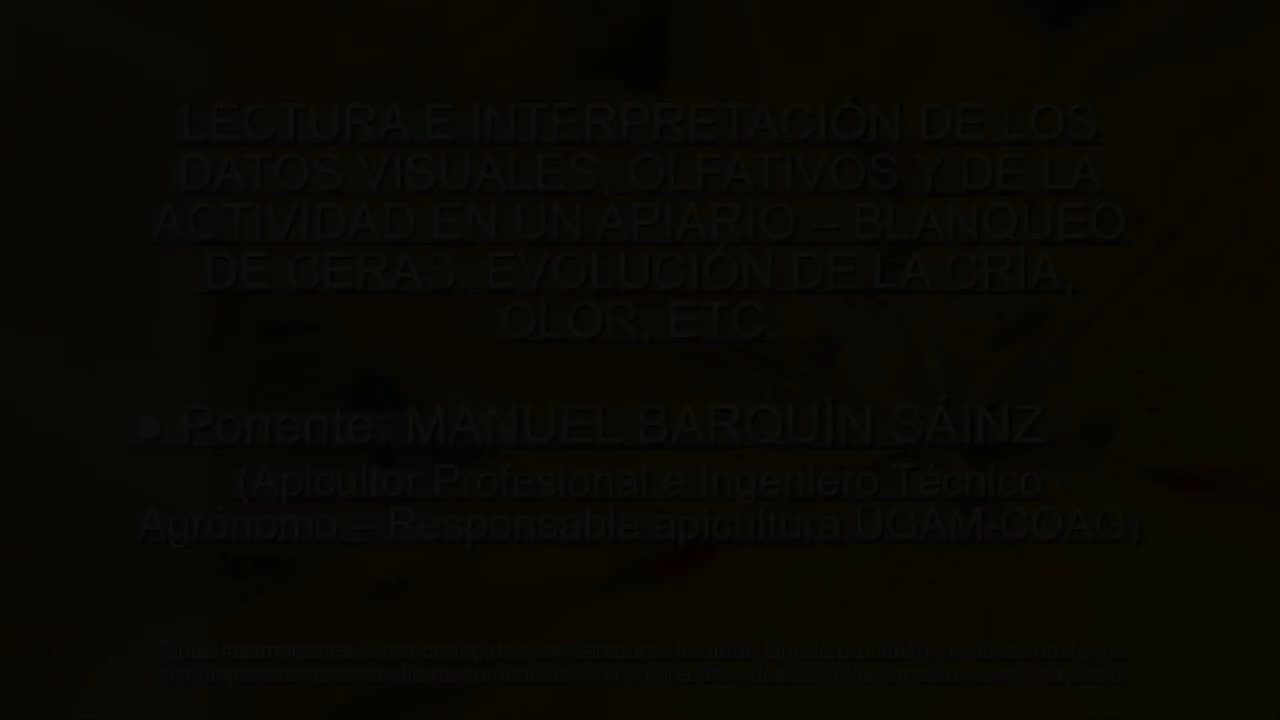 LECTURA E INTERPRETACIÓN DE LOS
DATOS VISUALES, OLFATIVOS Y DE LA
ACTIVIDAD EN UN APIARIO – BLANQUEO
DE CERAS. EVOLUCIÓN DE LA CRÍA,
OLOR, ETC.
• Ponente: MANUEL BARQUÍN SÁINZ
(Apicultor Profesional e Ingeniero Técnico
Agrónomo – Responsable apicultura UGAM-COAG)